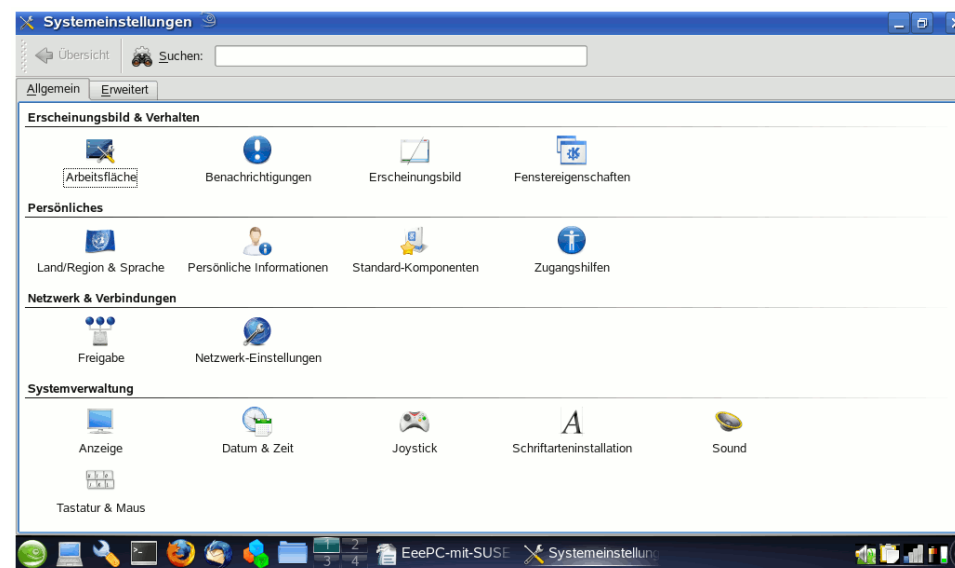 Systemeinstellungen
Übersicht Suchen:
Allgemein Erweitert
Erscheinungsbild & Verhalten
Arbeitsfläche Benachrichtigungen Erscheinungsbild Fenstereigenschaften
Persönliches
Land/Region & Sprache Persönliche Informationen Standard-Komponenten Zugangshilfen
Netzwerk & Verbindungen
Freigabe Netzwerk-Einstellungen
Systemverwaltung
Anzeige Datum & Zeit Joystick Schriftarteninstallation Sound
Tastatur & Maus
1 2
3 4
EeePC-mit-SUSE Systemeinstellung